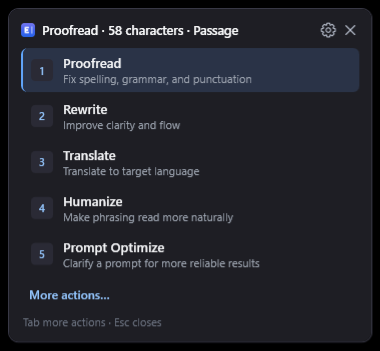 Proofread · 58 characters · Passage
1 Proofread
Fix spelling, grammar, and punctuation
2 Rewrite
Improve clarity and flow
3 Translate
Translate to target language
4 Humanize
Make phrasing read more naturally
5 Prompt Optimize
Clarify a prompt for more reliable results
More actions...
Tab more actions · Esc closes